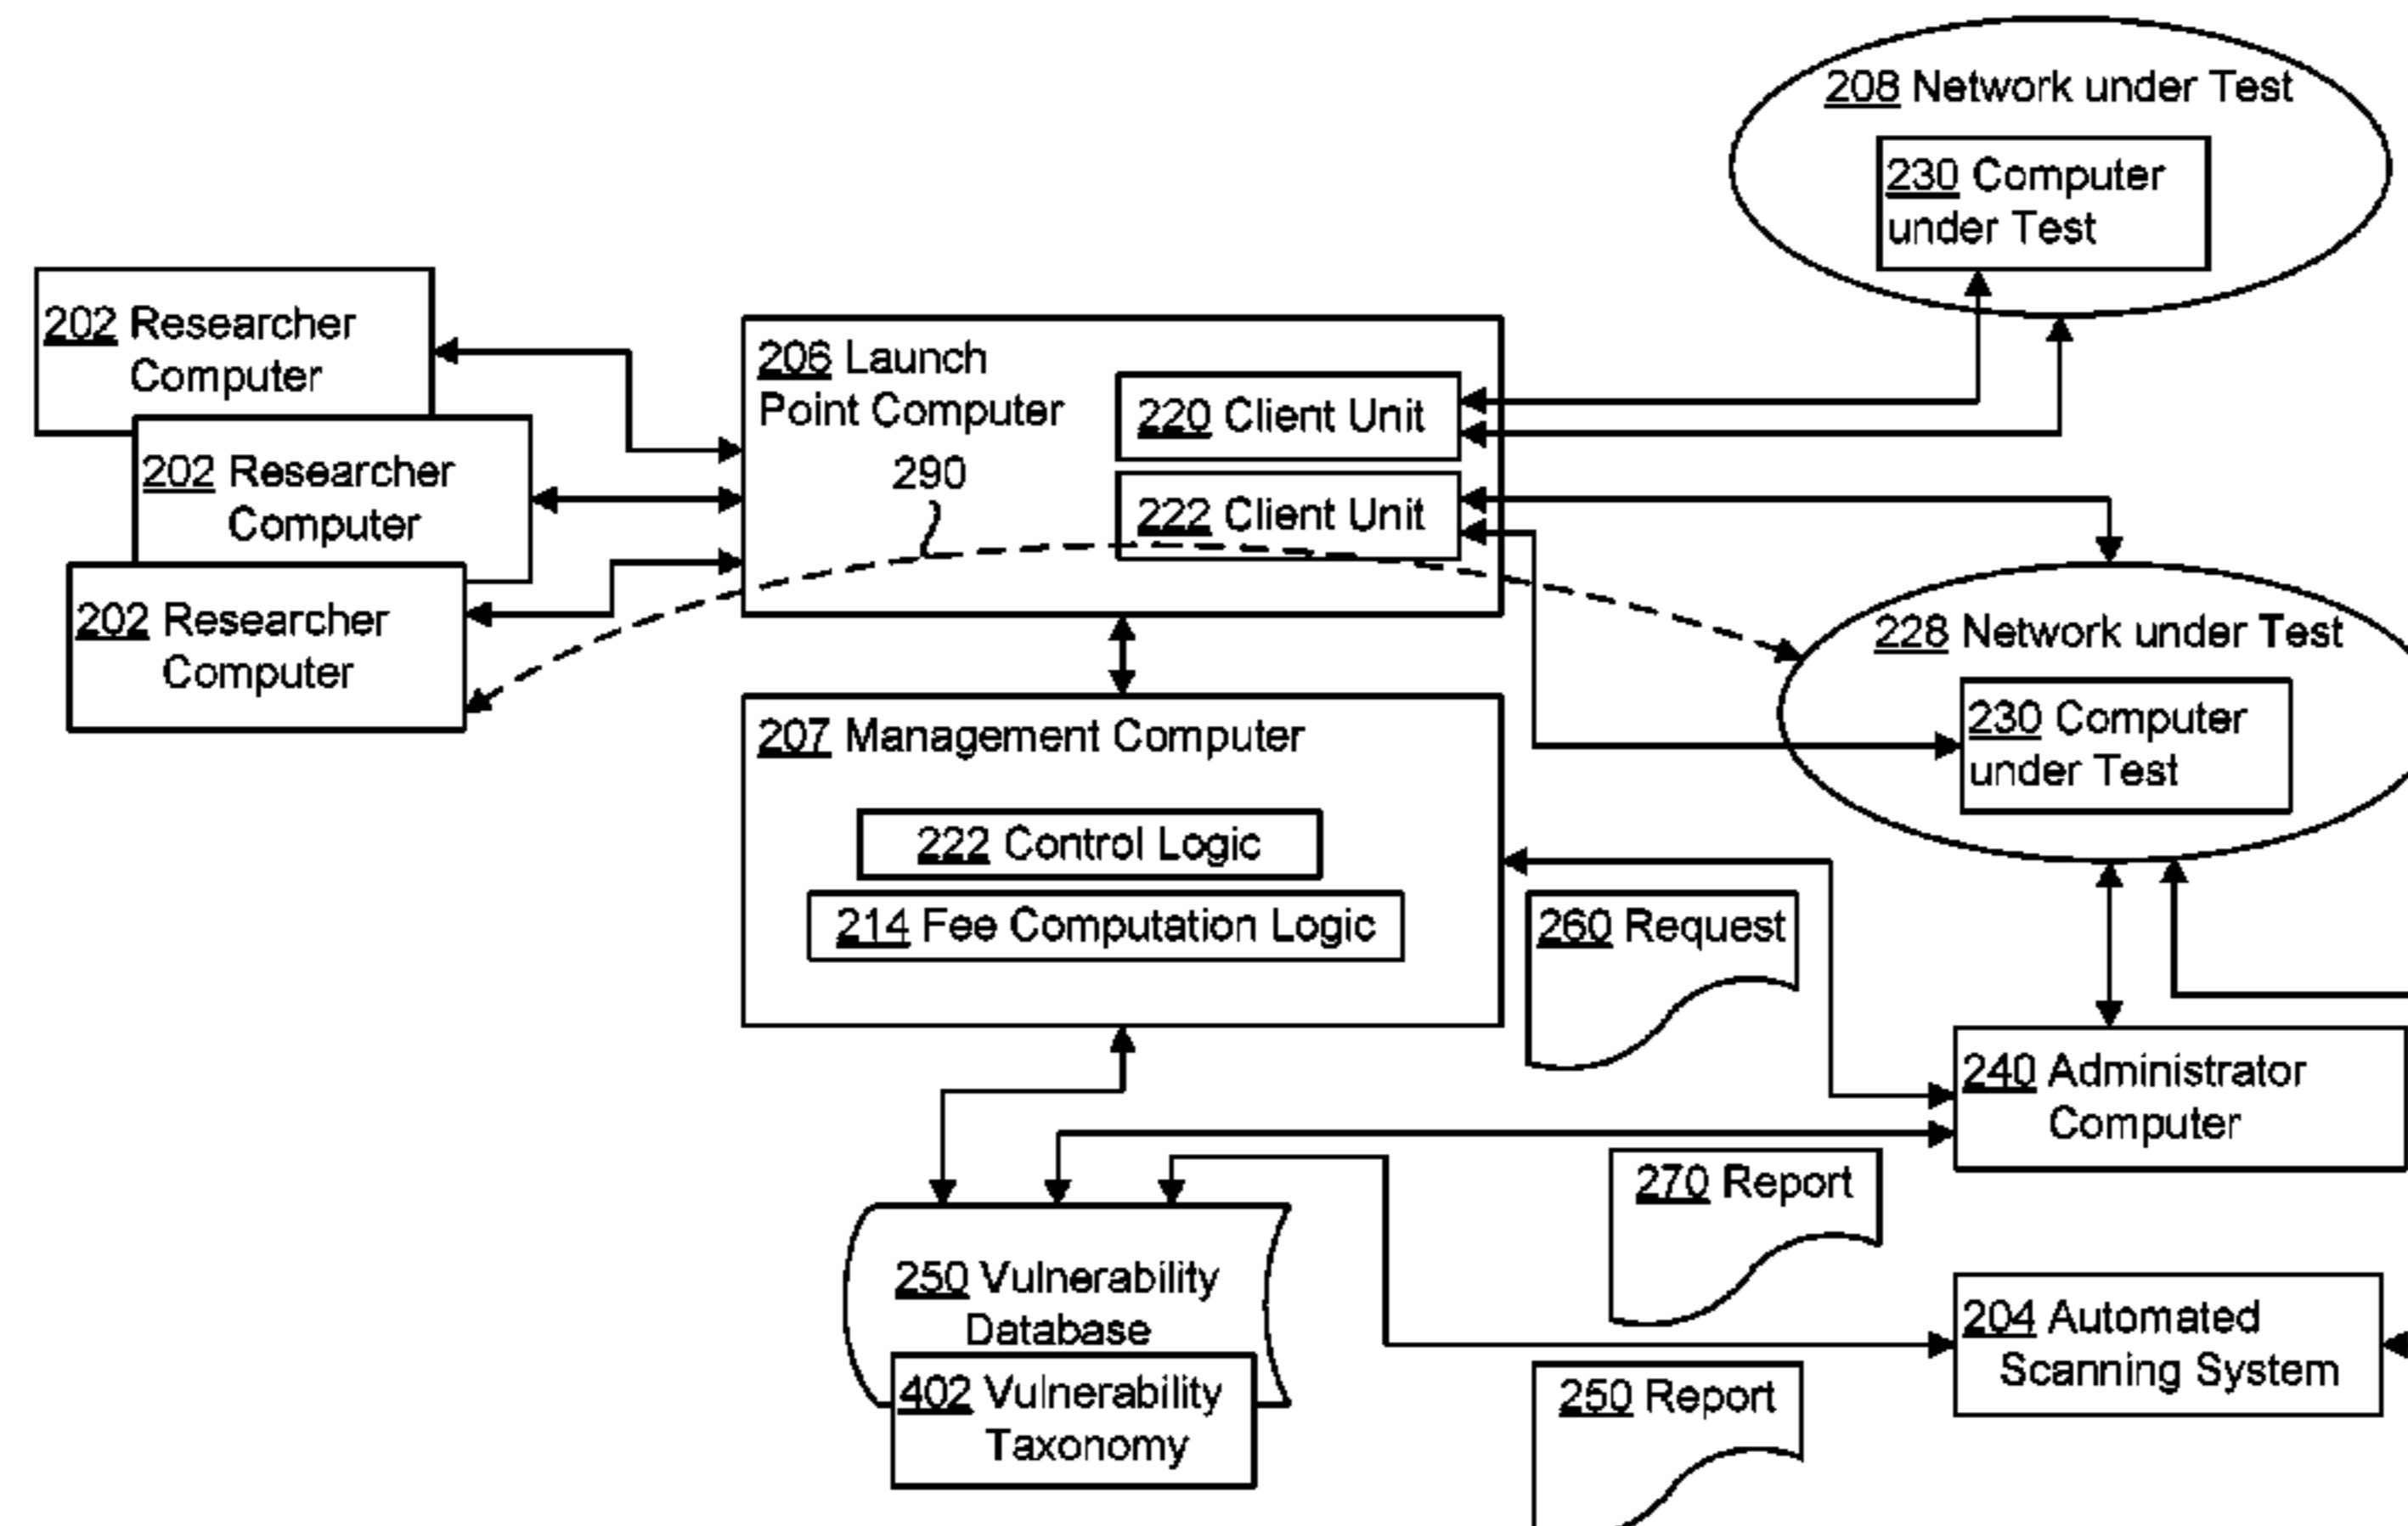 208 Network under Test
230 Computer
under Test
202 Researcher
Computer
202 Researcher
Computer
202 Researcher
Computer
206 Launch
Point Computer
290
220 Client Unit
222 Client Unit
228 Network under Test
230 Computer
under Test
207 Management Computer
222 Control Logic
214 Fee Computation Logic
260 Request
240 Administrator
Computer
270 Report
250 Vulnerability
Database
402 Vulnerability
Taxonomy
204 Automated
Scanning System
250 Report